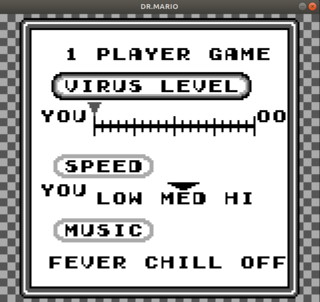 DR.MARIO
1 PLAYER GAME
VIRUS LEVEL
YOU 00
SPEED
YOU LOW MED HI
MUSIC
FEVER CHILL OFF